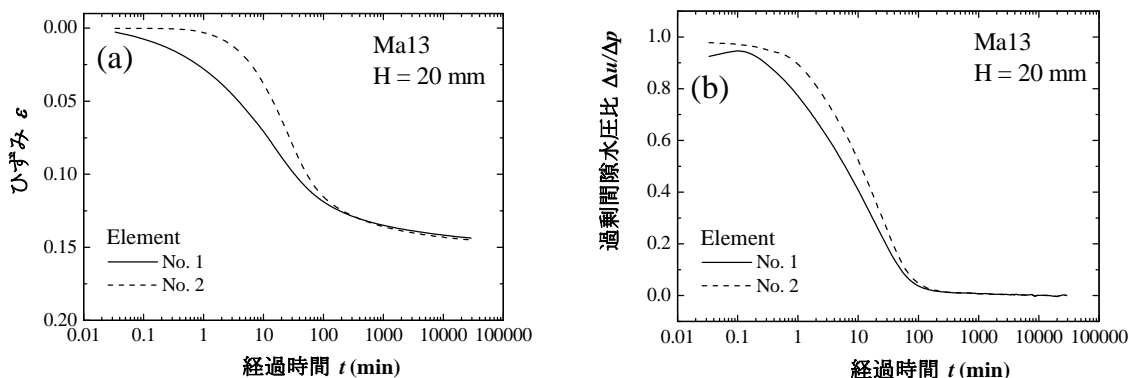 (a)
Ma13
H = 20 mm
0.00
0.05
0.10
0.15
0.20
ひずみ ε
Element
No. 1
No. 2
0.01 0.1 1 10 100 1000 10000 100000
経過時間 t (min)
(b)
Ma13
H = 20 mm
1.0
0.8
0.6
0.4
0.2
0.0
過剰間隙水圧比 Δu/Δp
Element
No. 1
No. 2
0.01 0.1 1 10 100 1000 10000 100000
経過時間 t (min)